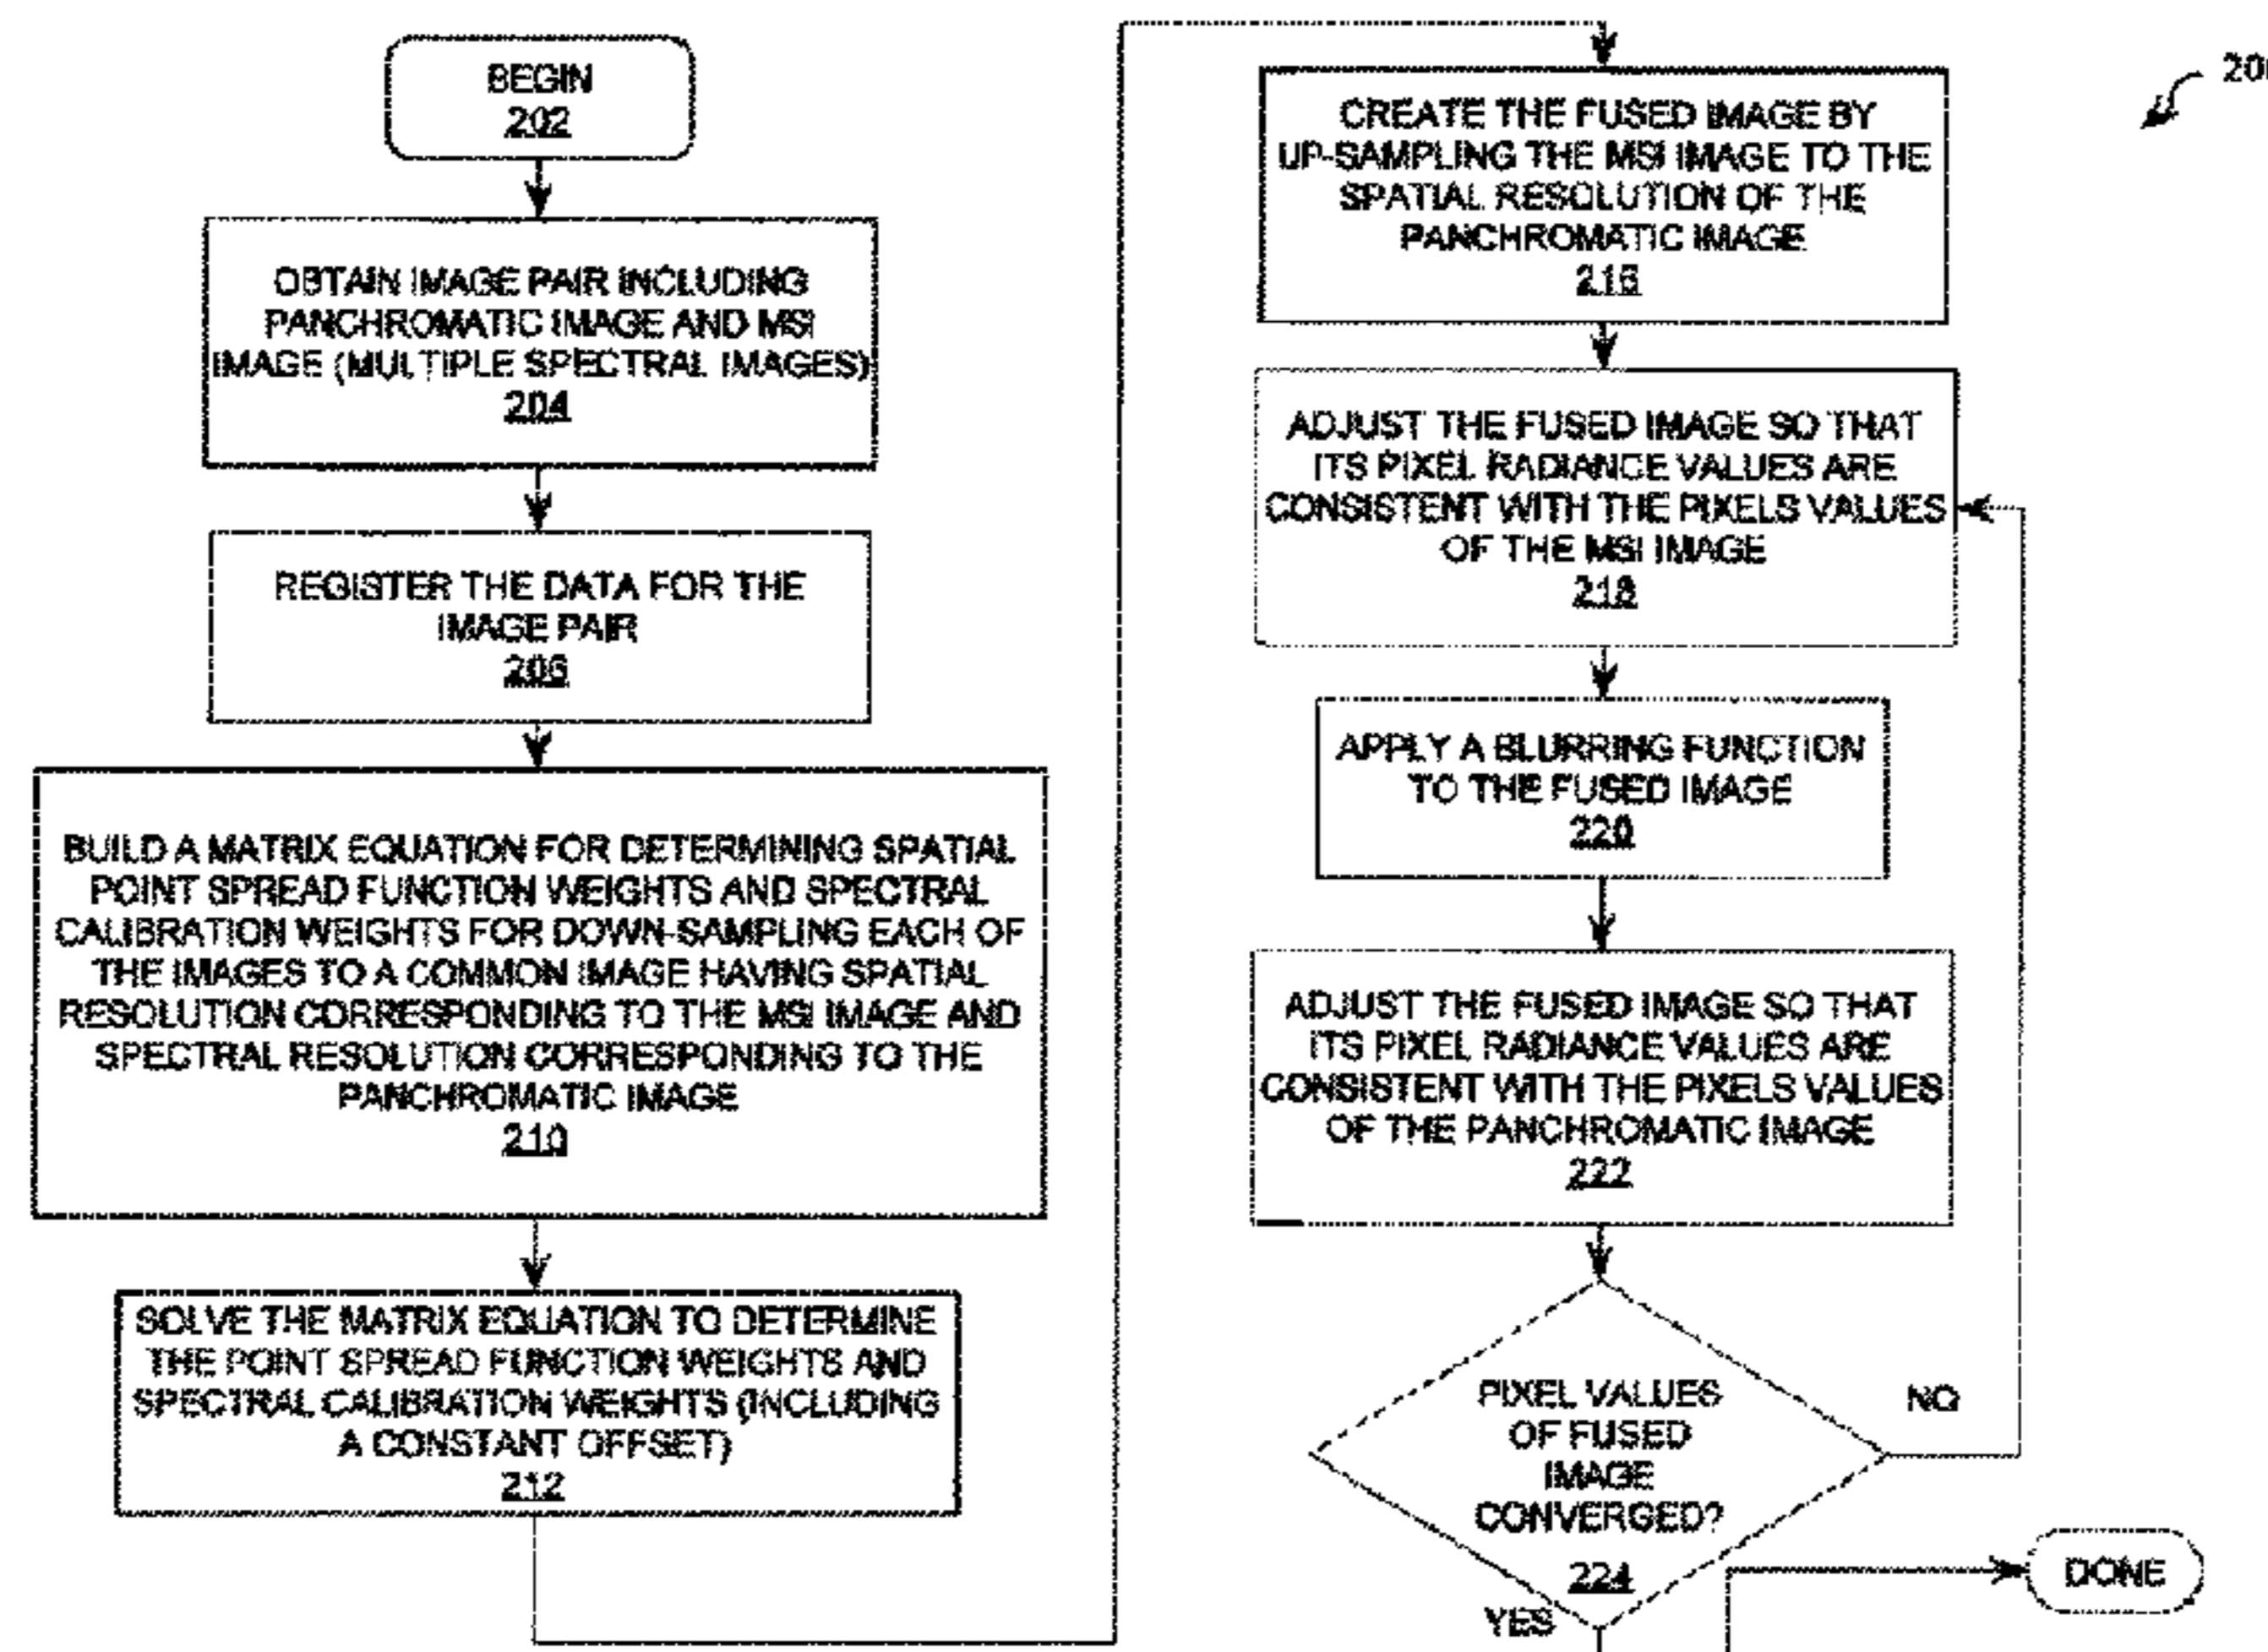 BEGIN
202
OBTAIN IMAGE PAIR INCLUDING
PANCHROMATIC IMAGE AND MSI
IMAGE (MULTIPLE SPECTRAL IMAGES)
204
REGISTER THE DATA FOR THE
IMAGE PAIR
206
BUILD A MATRIX EQUATION FOR DETERMINING SPATIAL
POINT SPREAD FUNCTION WEIGHTS AND SPECTRAL
CALIBRATION WEIGHTS FOR DOWN-SAMPLING EACH OF
THE IMAGES TO A COMMON IMAGE HAVING SPATIAL
RESOLUTION CORRESPONDING TO THE MSI IMAGE AND
SPECTRAL RESOLUTION CORRESPONDING TO THE
PANCHROMATIC IMAGE
210
SOLVE THE MATRIX EQUATION TO DETERMINE
THE POINT SPREAD FUNCTION WEIGHTS AND
SPECTRAL CALIBRATION WEIGHTS (INCLUDING
A CONSTANT OFFSET)
212
CREATE THE FUSED IMAGE BY
UP-SAMPLING THE MSI IMAGE TO THE
SPATIAL RESOLUTION OF THE
PANCHROMATIC IMAGE
216
ADJUST THE FUSED IMAGE SO THAT
ITS PIXEL RADIANCE VALUES ARE
CONSISTENT WITH THE PIXELS VALUES
OF THE MSI IMAGE
218
APPLY A BLURRING FUNCTION
TO THE FUSED IMAGE
220
ADJUST THE FUSED IMAGE SO THAT
ITS PIXEL RADIANCE VALUES ARE
CONSISTENT WITH THE PIXELS VALUES
OF THE PANCHROMATIC IMAGE
222
PIXEL VALUES
OF FUSED
IMAGE
CONVERGED?
224
NO
YES
DONE